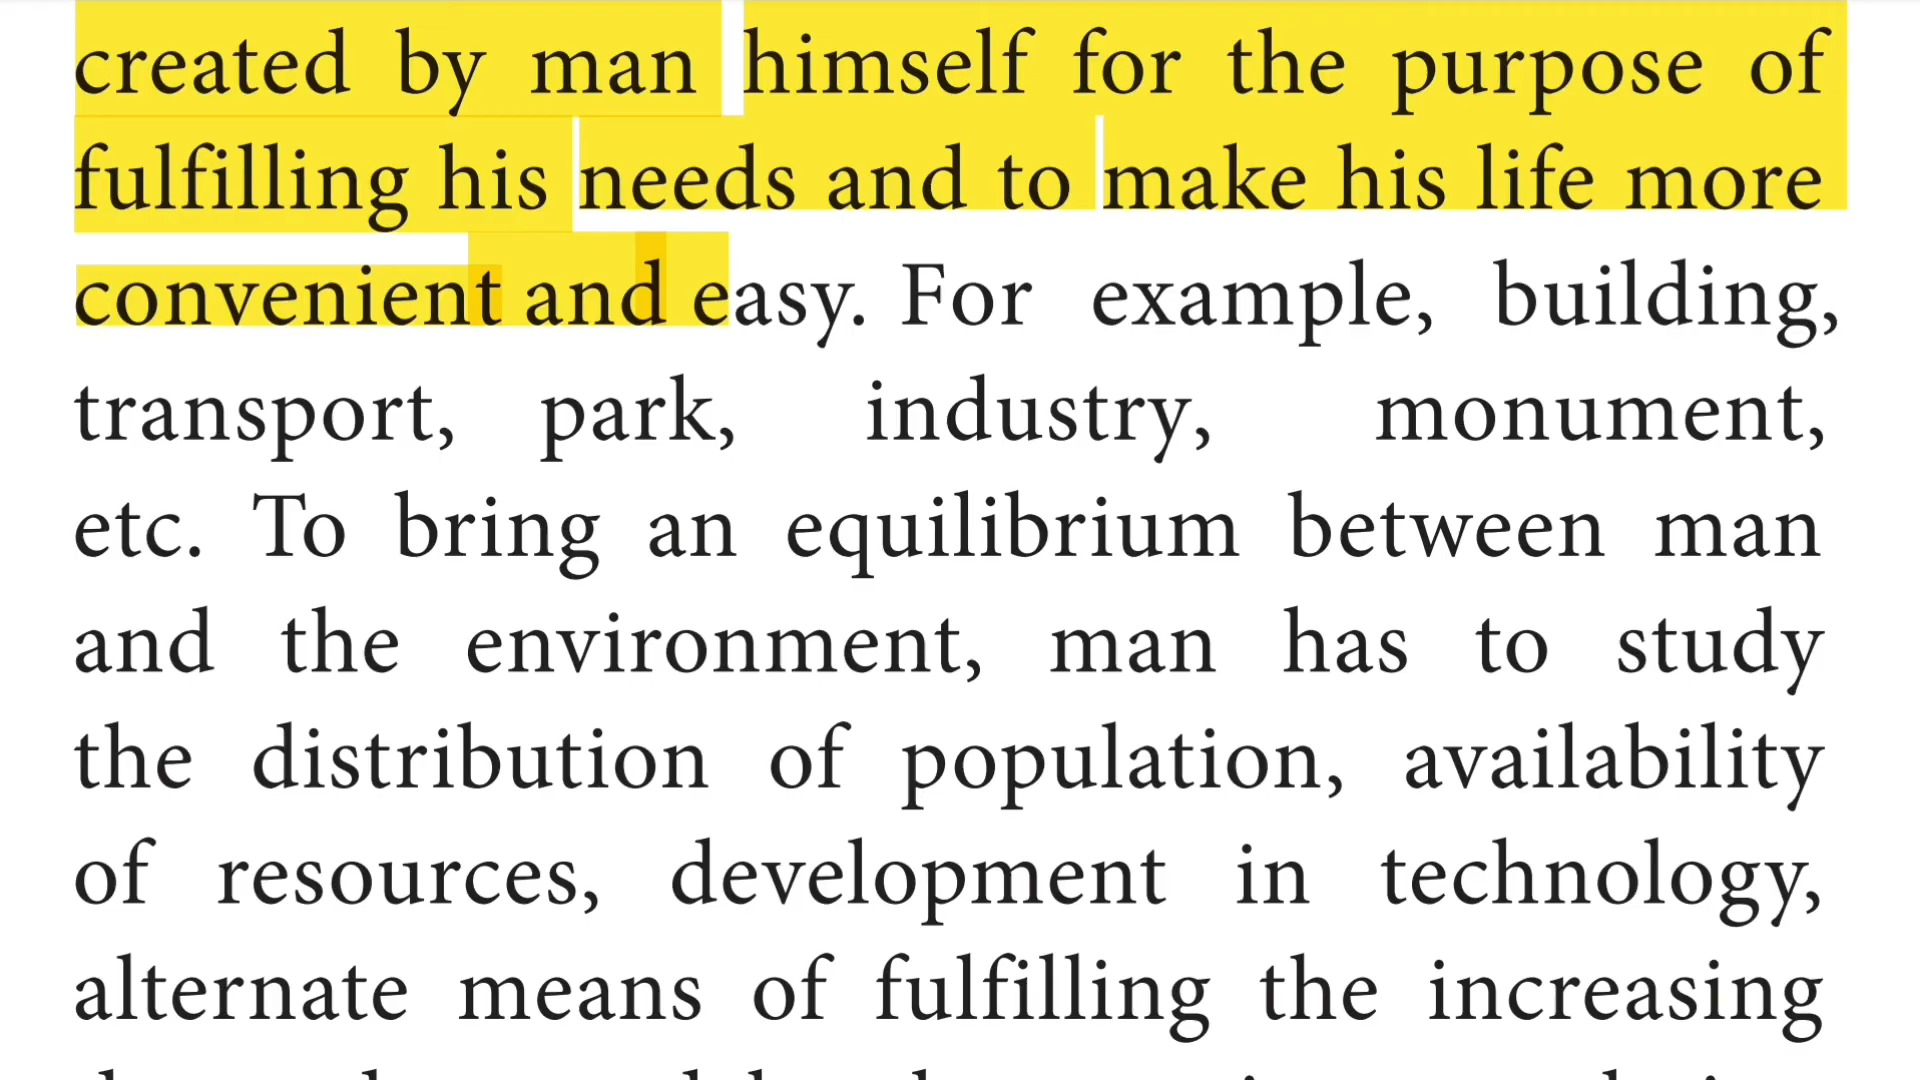 created by man himself for the purpose of
fulfilling his needs and to make his life more
convenient and easy. For example, building,
transport, park, industry, monument,
etc. To bring an equilibrium between man
and the environment, man has to study
the distribution of population, availability
of resources, development in technology,
alternate means of fulfilling the increasing